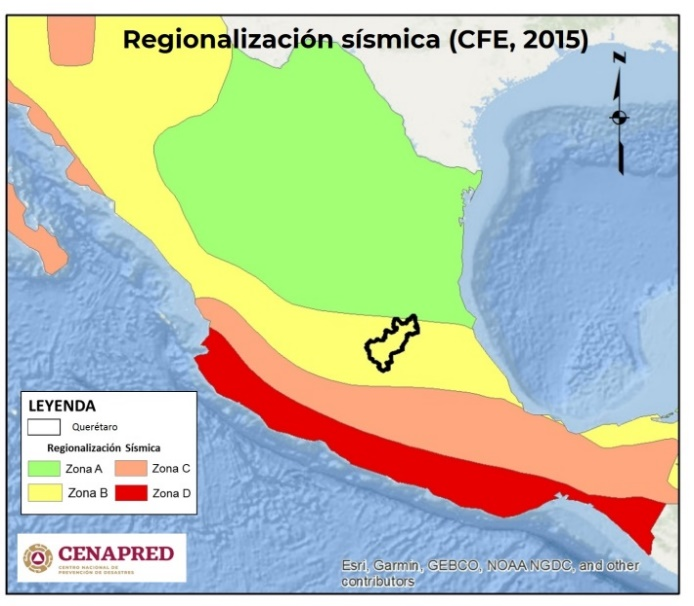 Regionalización sísmica (CFE, 2015)
N
LEYENDA
Querétaro
Regionalización Sísmica
Zona A
Zona C
Zona B
Zona D
CENAPRED
CENTRO NACIONAL DE
PREVENCIÓN DE DESASTRES
Esri, Garmin, GEBCO, NOAA NGDC, and other
contributors